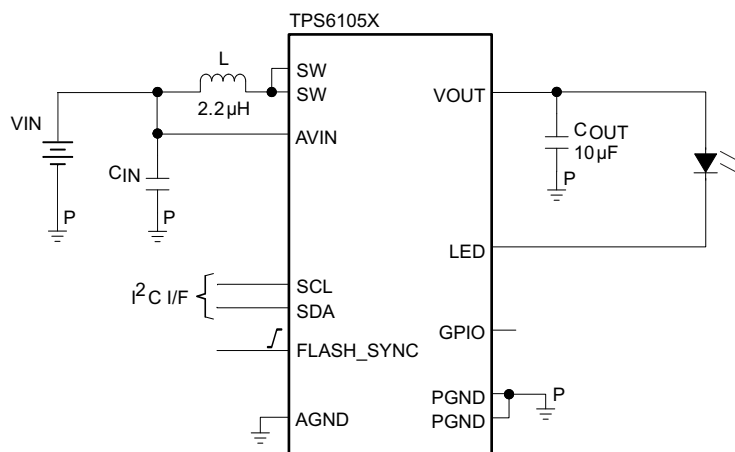 TPS6105X
L
2.2µH
SW
SW
AVIN
VIN
CIN
P
P
I2C I/F
SCL
SDA
FLASH_SYNC
AGND
VOUT
COUT
10µF
P
LED
GPIO
PGND
PGND
P